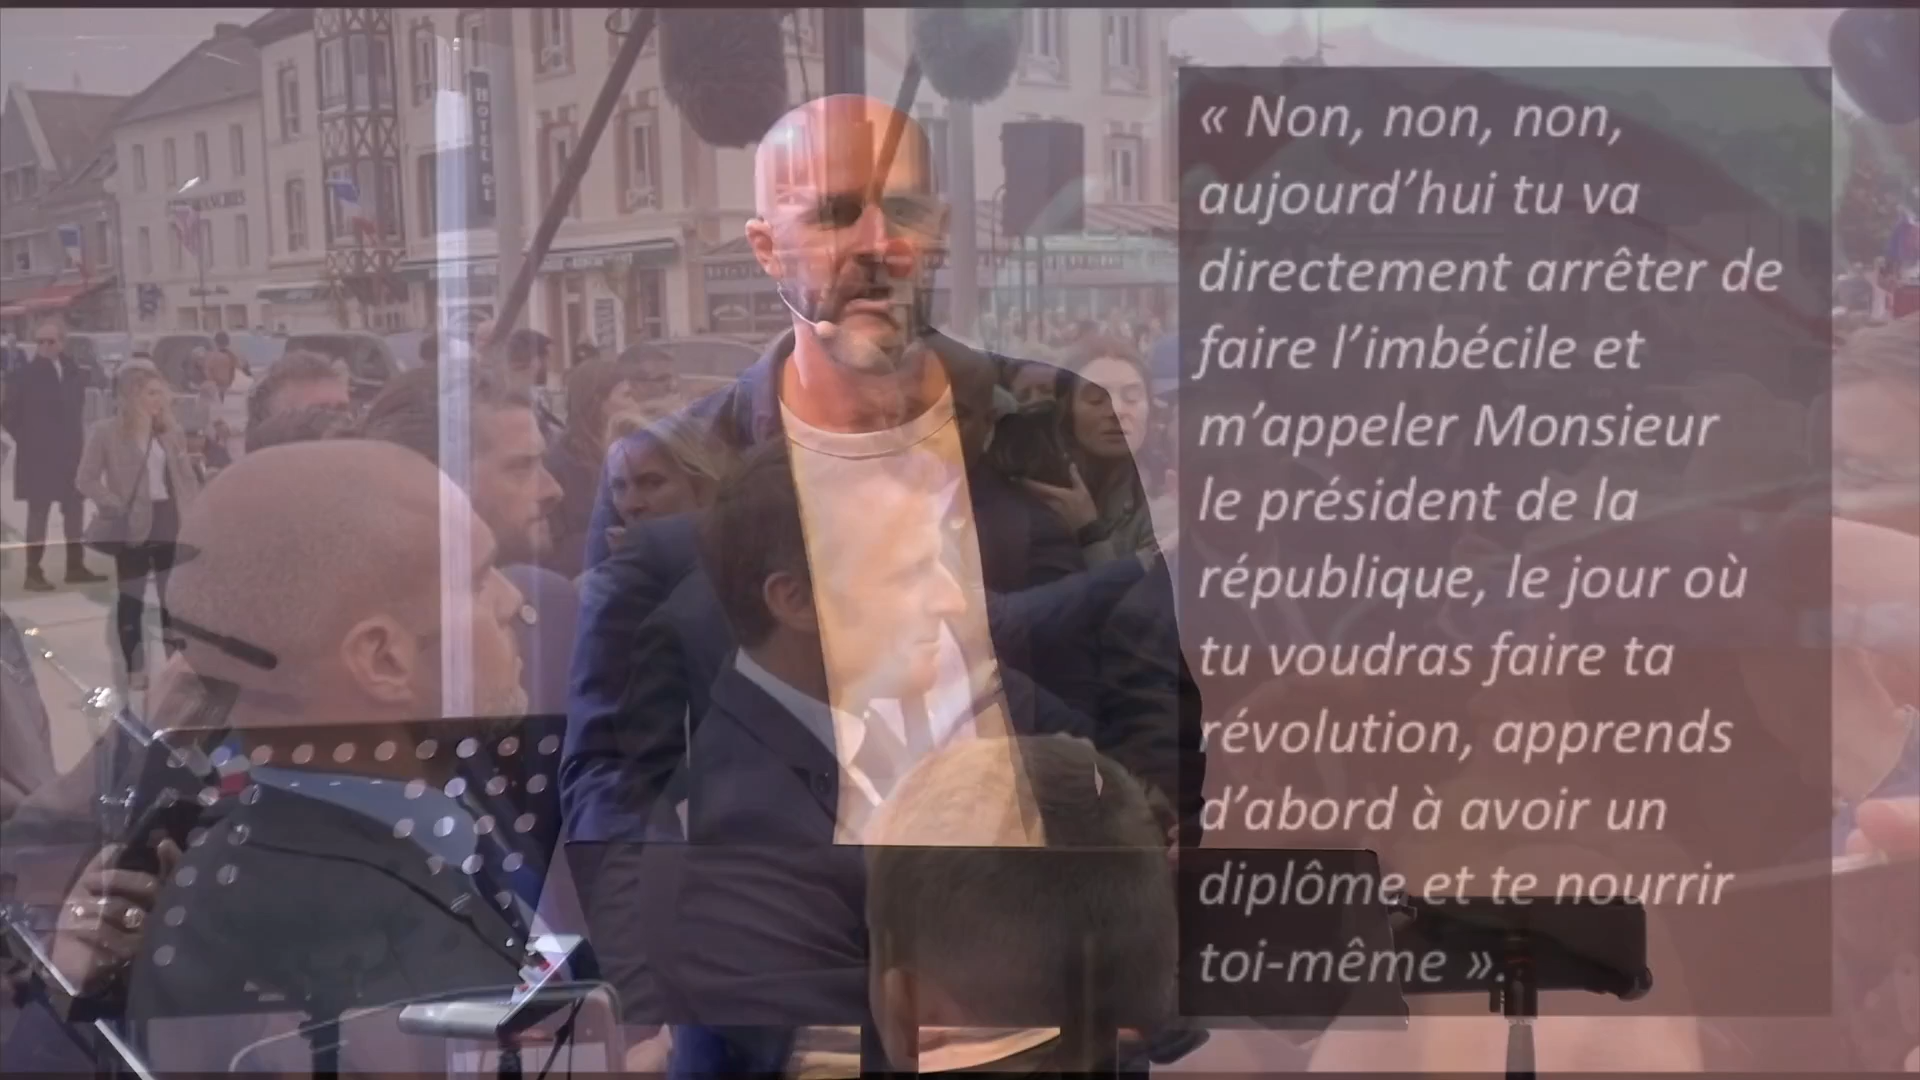 « Non, non, non,
aujourd’hui tu va
directement arrêter de
faire l’imbécile et
m’appeler Monsieur
le président de la
république, le jour où
tu voudras faire ta
révolution, apprends
d’abord à avoir un
diplôme et te nourrir
toi-même ».
HOTEL DE